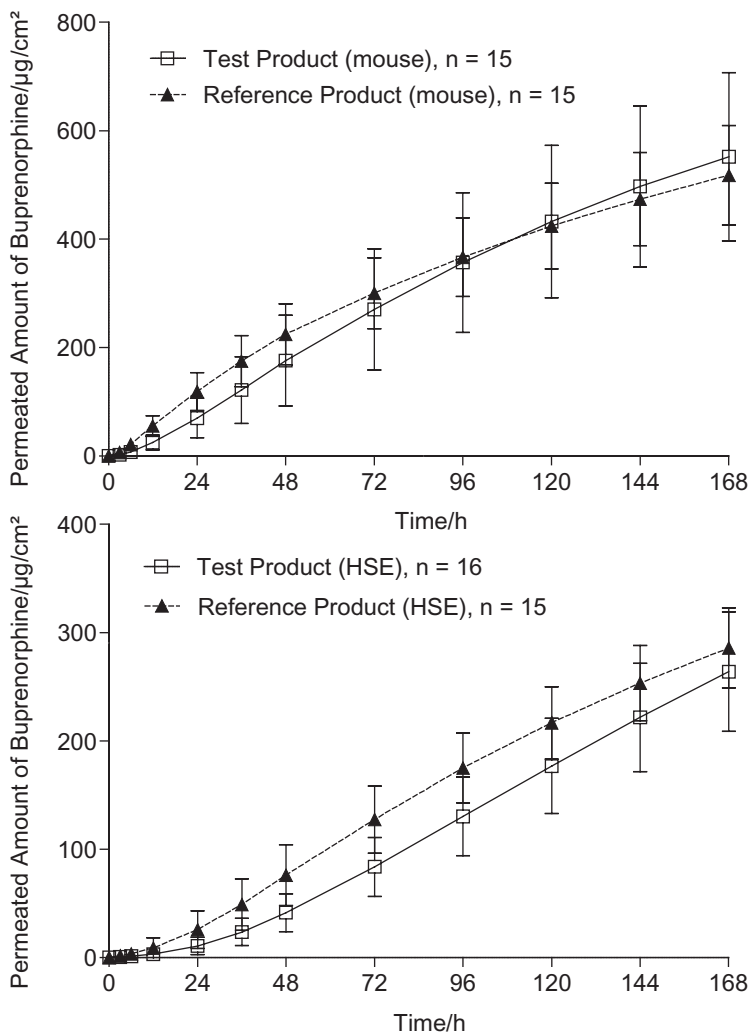 Permeated Amount of Buprenorphine/µg/cm²
800
600
400
200
0
Test Product (mouse), n = 15
Reference Product (mouse), n = 15
0 24 48 72 96 120 144 168
Time/h
Permeated Amount of Buprenorphine/µg/cm²
400
300
200
100
0
Test Product (HSE), n = 16
Reference Product (HSE), n = 15
0 24 48 72 96 120 144 168
Time/h